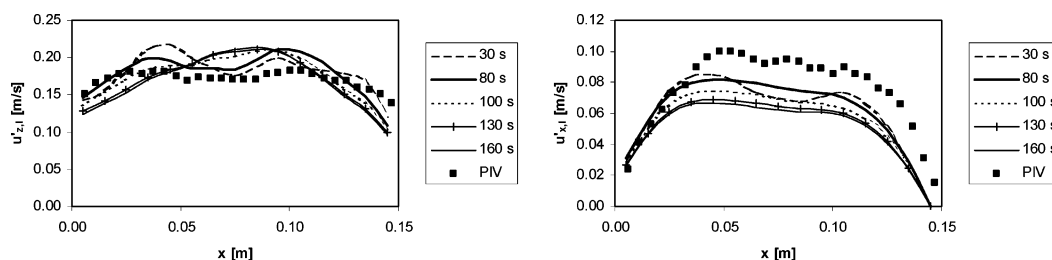 0.25
0.20
0.15
0.10
0.05
0.00
u'z,l [m/s]
0.00 0.05 0.10 0.15
x [m]
30 s
80 s
100 s
130 s
160 s
PIV
0.10
0.08
0.06
0.04
0.02
0.00
u'x,l [m/s]
0.00 0.05 0.10 0.15
x [m]
30 s
80 s
100 s
130 s
160 s
PIV